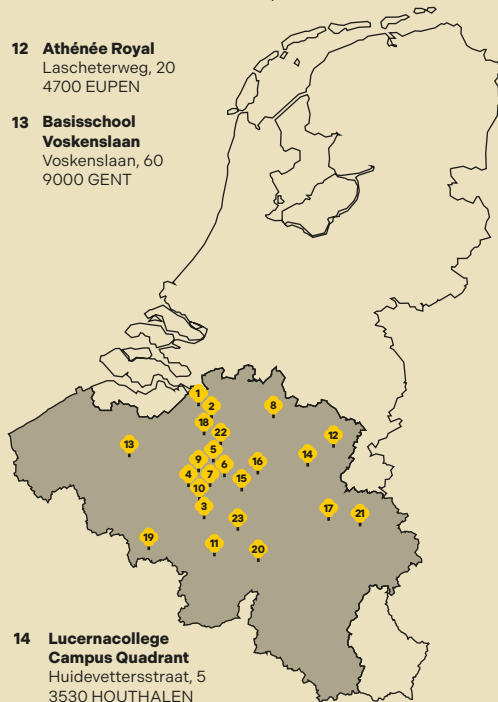 12 Athénée Royal
Lascheterweg, 20
4700 EUPEN
13 Basisschool
Voskenslaan
Voskenslaan, 60
9000 GENT
1
2
8
18
22
12
13
5
9
6
16
14
4
7
15
10
3
17
21
23
19
11
20
14 Lucernacollege
Campus Quadrant
Huidevettersstraat, 5
3530 HOUTHALEN